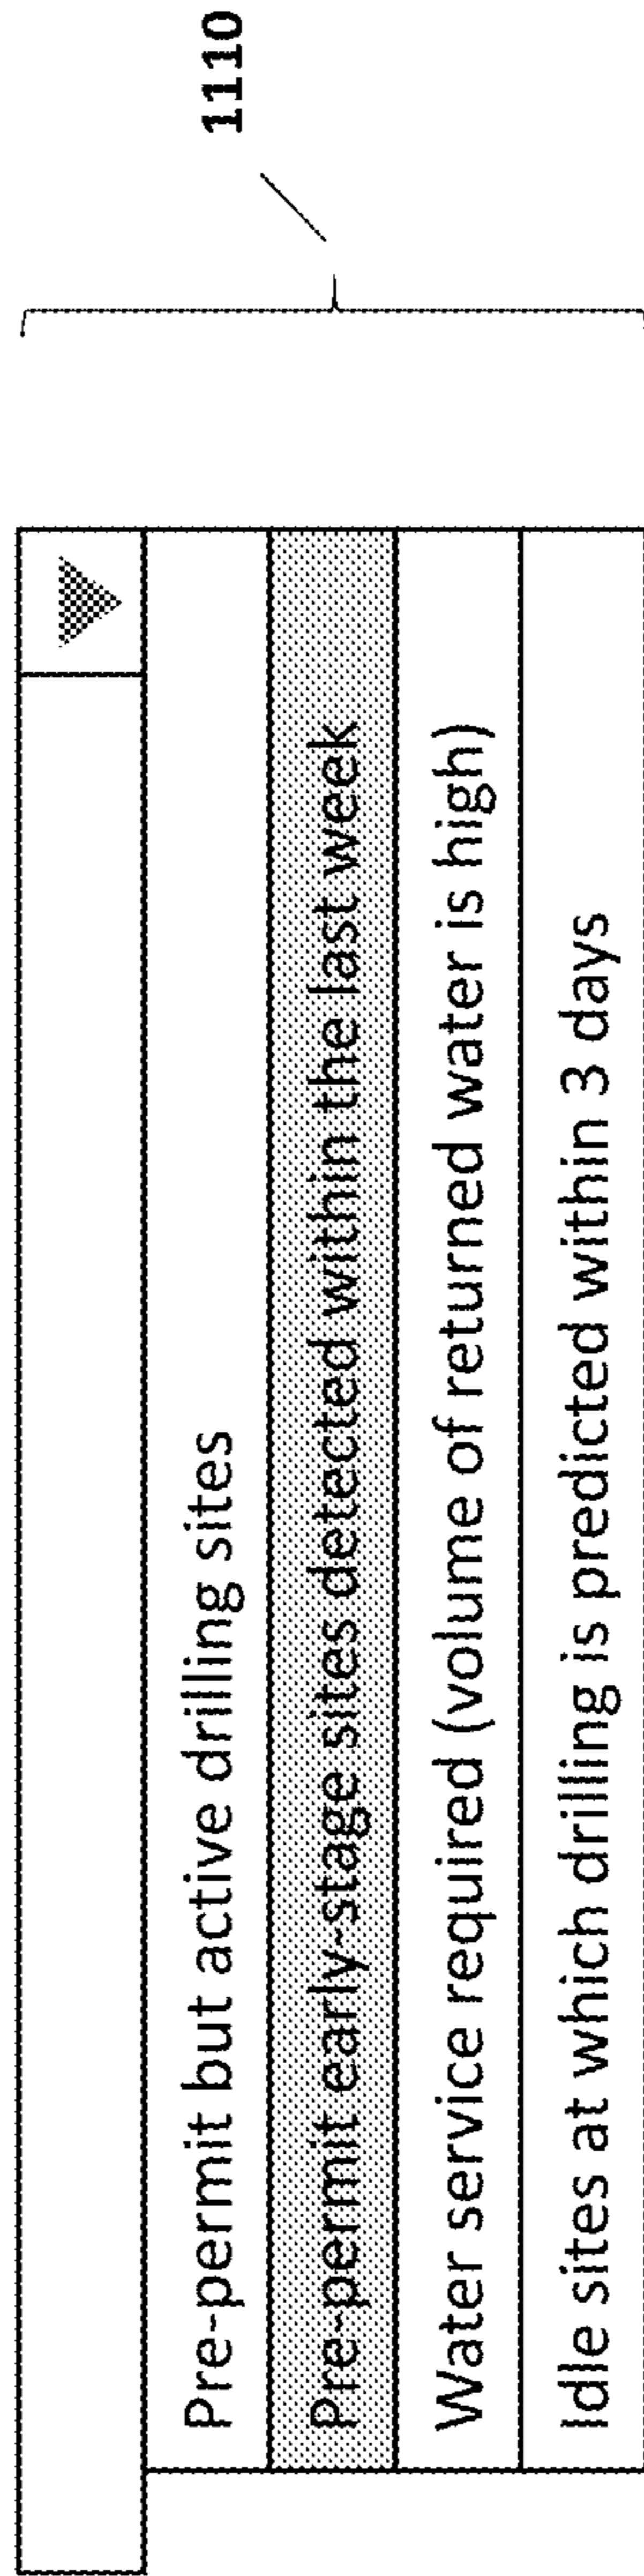 1110
Pre-permit but active drilling sites
Pre-permit early-stage sites detected within the last week
Water service required (volume of returned water is high)
Idle sites at which drilling is predicted within 3 days